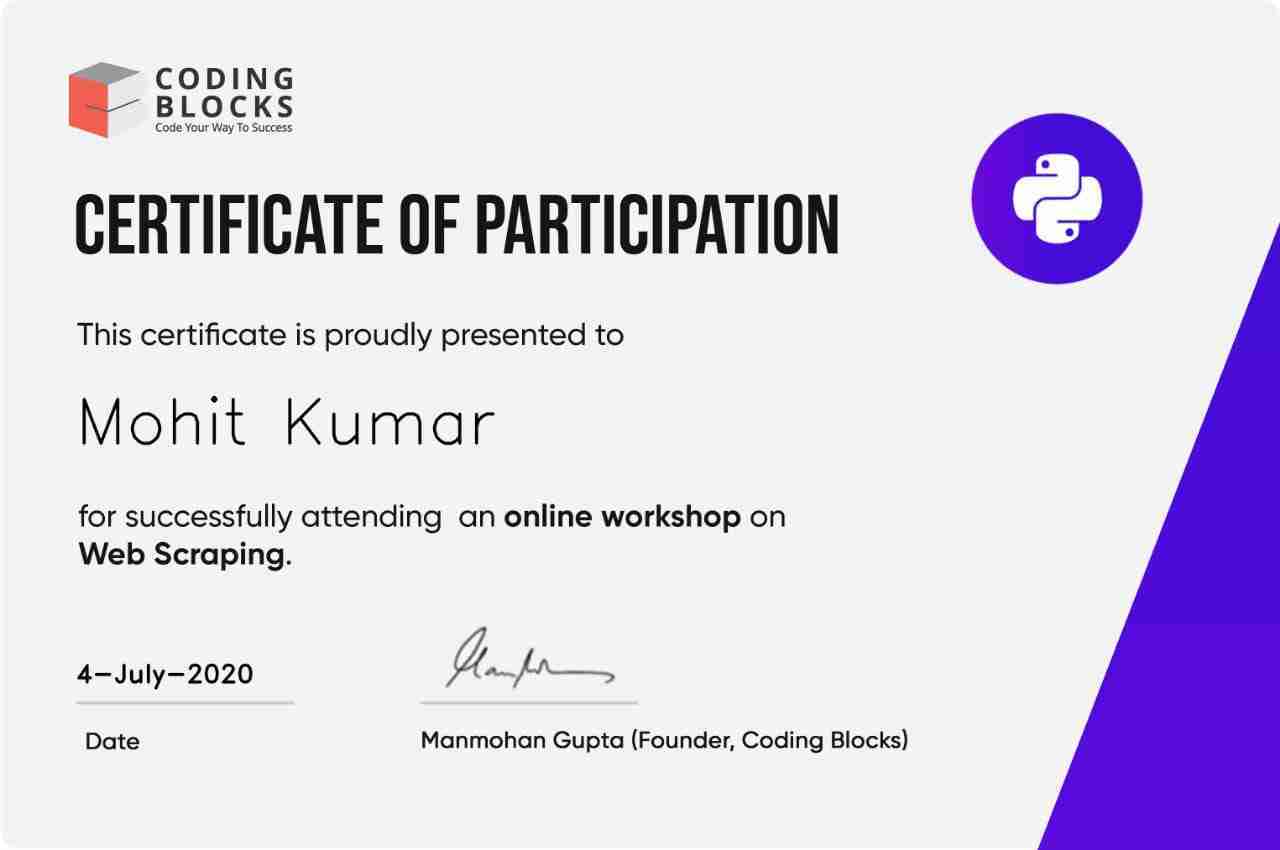 CODING
BLOCKS
Code Your Way To Success
CERTIFICATE OF PARTICIPATION
This certificate is proudly presented to
Mohit Kumar
for successfully attending  an online workshop on
Web Scraping.
4–July–2020
Date
Manmohan Gupta (Founder, Coding Blocks)